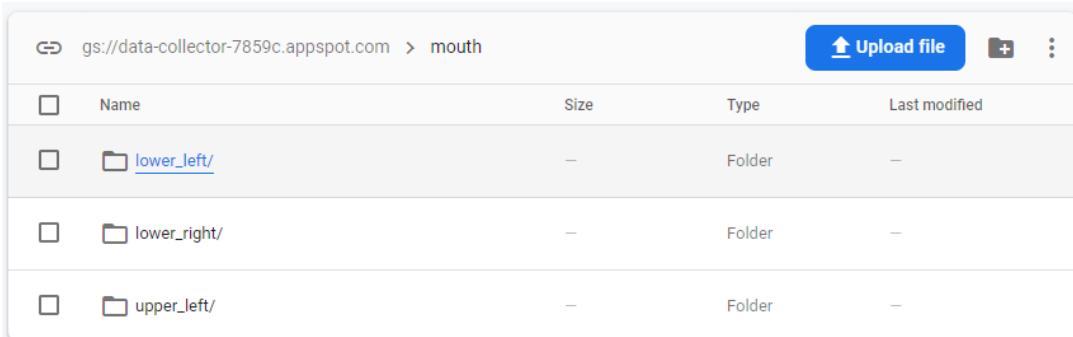 gs://data-collector-7859c.appspot.com > mouth Upload file
Name Size Type Last modified
lower_left/ — Folder —
lower_right/ — Folder —
upper_left/ — Folder —